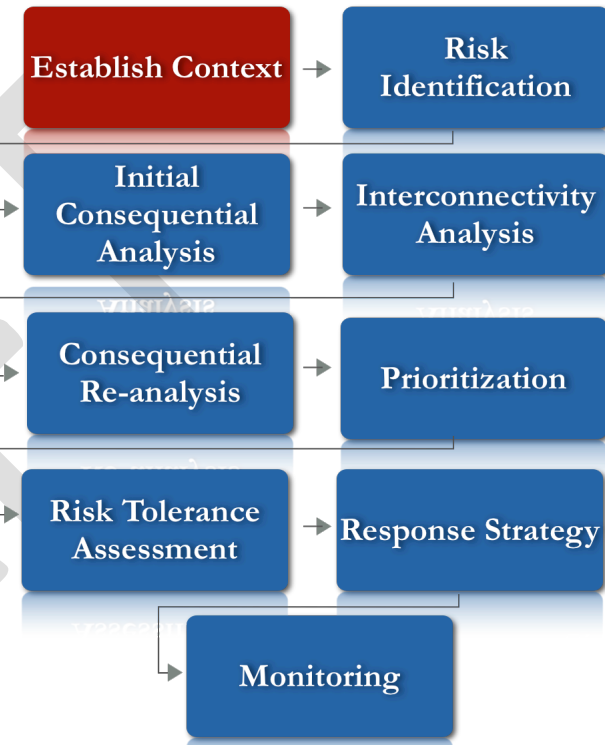 Establish Context
Risk
Identification
Initial
Consequential
Analysis
Interconnectivity
Analysis
Consequential
Re-analysis
Prioritization
Risk Tolerance
Assessment
Response Strategy
Monitoring